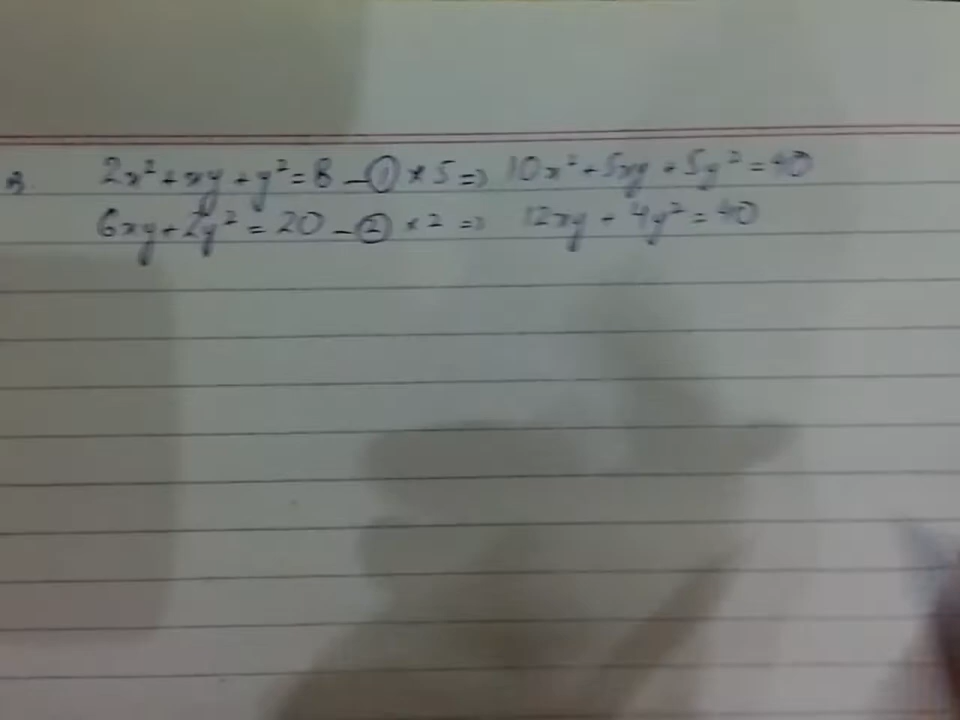 2x² + xy + y² = 8 – ① * 5 ⇒ 10x² + 5xy + 5y² = 40
6xy + 2y² = 20 – ② * 2 ⇒ 12xy + 4y² = 40